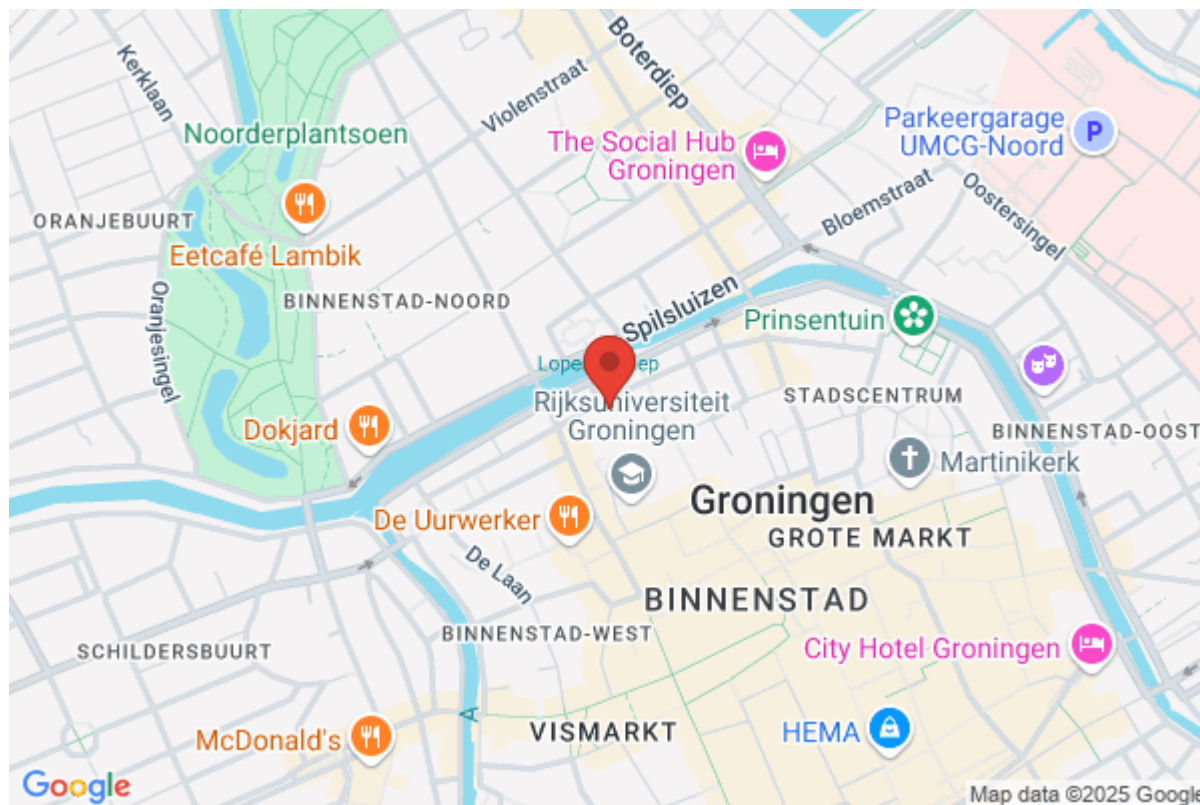 Kerklaan
Boterdiep
Violenstraat
Noorderplantsoen
The Social Hub
Groningen
Parkeergarage
UMCG-Noord
P
Bloemstraat
Oostersingel
ORANJEBUURT
Eetcafé Lambik
Oranjesingel
BINNENSTAD-NOORD
Spilsluizen
Prinsentuin
Rijksuniversiteit
Groningen
STADSCENTRUM
Dokjard
BINNENSTAD-OOST
Martinikerk
Groningen
De Uurwerker
GROTE MARKT
De Laan
BINNENSTAD
BINNENSTAD-WEST
SCHILDERSBUURT
City Hotel Groningen
A
VISMARKT
HEMA
McDonald's
Google
Map data ©2025 Google